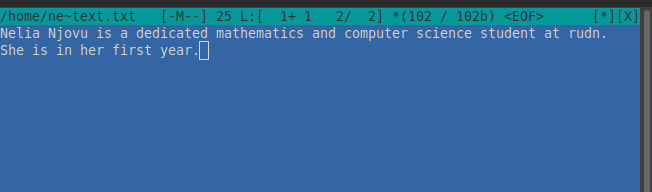 /home/ne~text.txt [-M--] 25 L:[ 1+ 1 2/ 2] *(102 / 102b) <EOF> [*][X]
Nelia Njovu is a dedicated mathematics and computer science student at rudn.
She is in her first year.